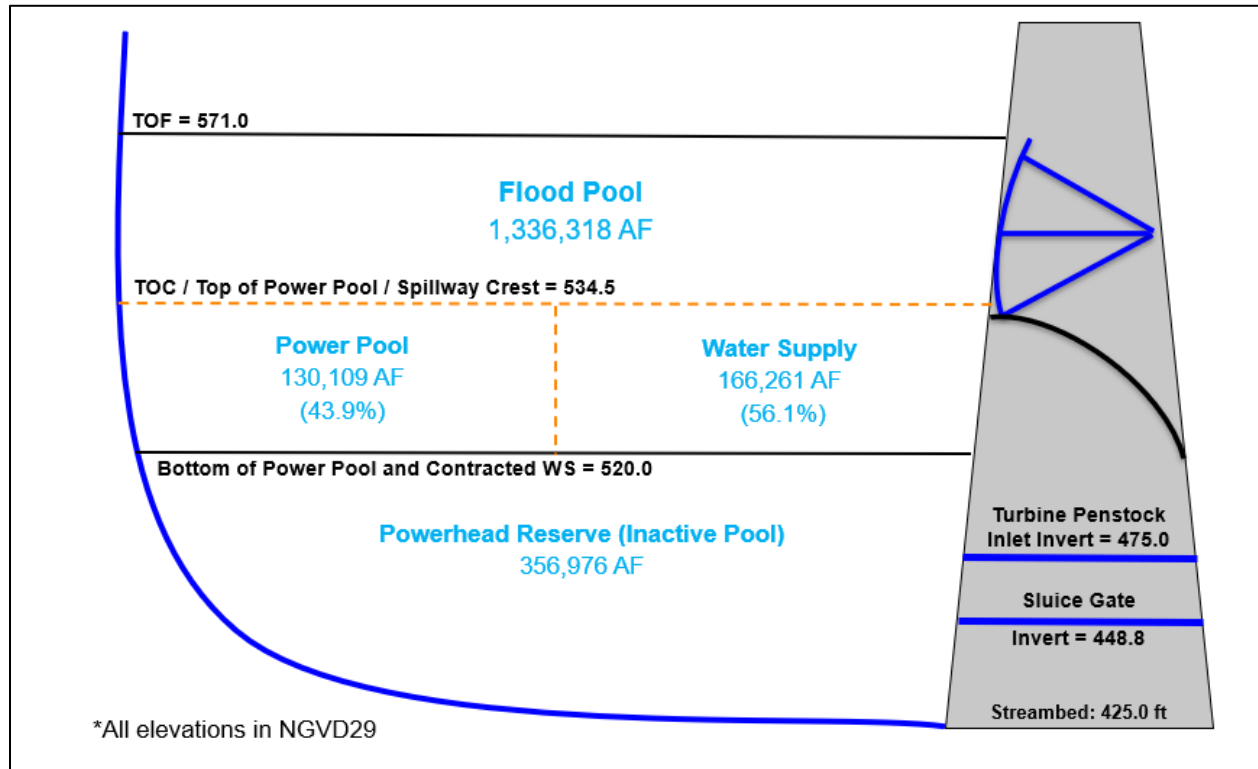 TOF = 571.0
Flood Pool
1,336,318 AF
TOC / Top of Power Pool / Spillway Crest = 534.5
Power Pool
130,109 AF
(43.9%)
Water Supply
166,261 AF
(56.1%)
Bottom of Power Pool and Contracted WS = 520.0
Powerhead Reserve (Inactive Pool)
356,976 AF
Turbine Penstock
Inlet Invert = 475.0
Sluice Gate
Invert = 448.8
Streambed: 425.0 ft
*All elevations in NGVD29